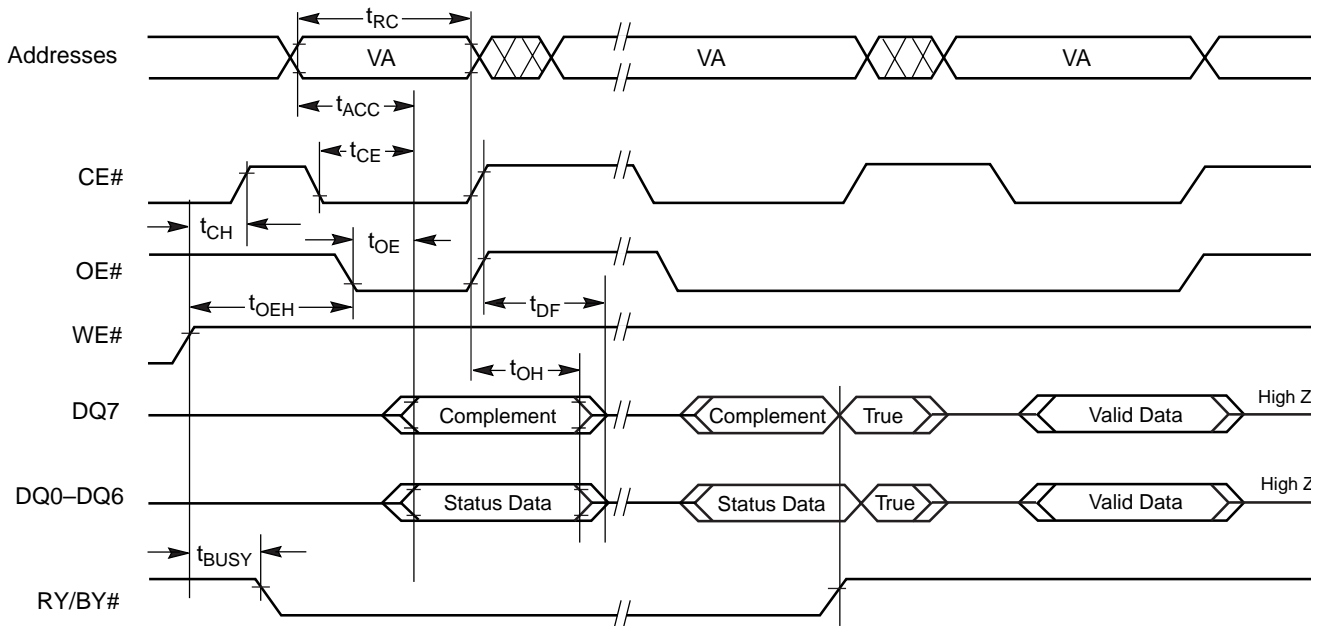 tRC
Addresses VA VA VA
tACC
tCE
CE#
tCH tOE
OE#
tOEH tDF
WE#
tOH
DQ7 Complement Complement True Valid Data High Z
DQ0–DQ6 Status Data Status Data True Valid Data High Z
tBUSY
RY/BY#